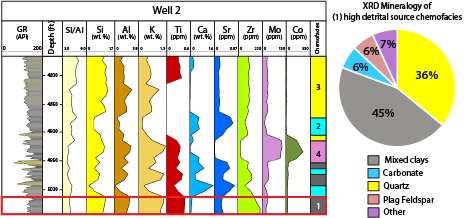 Well 2
GR
(API)
Depth (ft)
Si/Al
Si
(wt. %)
Al
(wt. %)
K
(wt. %)
Ti
(ppm)
Ca
(wt. %)
Sr
(ppm)
Zr
(ppm)
Mo
(ppm)
Co
(ppm)
Chemofacies
0 200
4800
4850
4900
4950
5000
3
2
4
1
XRD Mineralogy of
(1) high detrital source chemofacies
7%
6%
6%
36%
45%
Mixed clays
Carbonate
Quartz
Plag Feldspar
Other